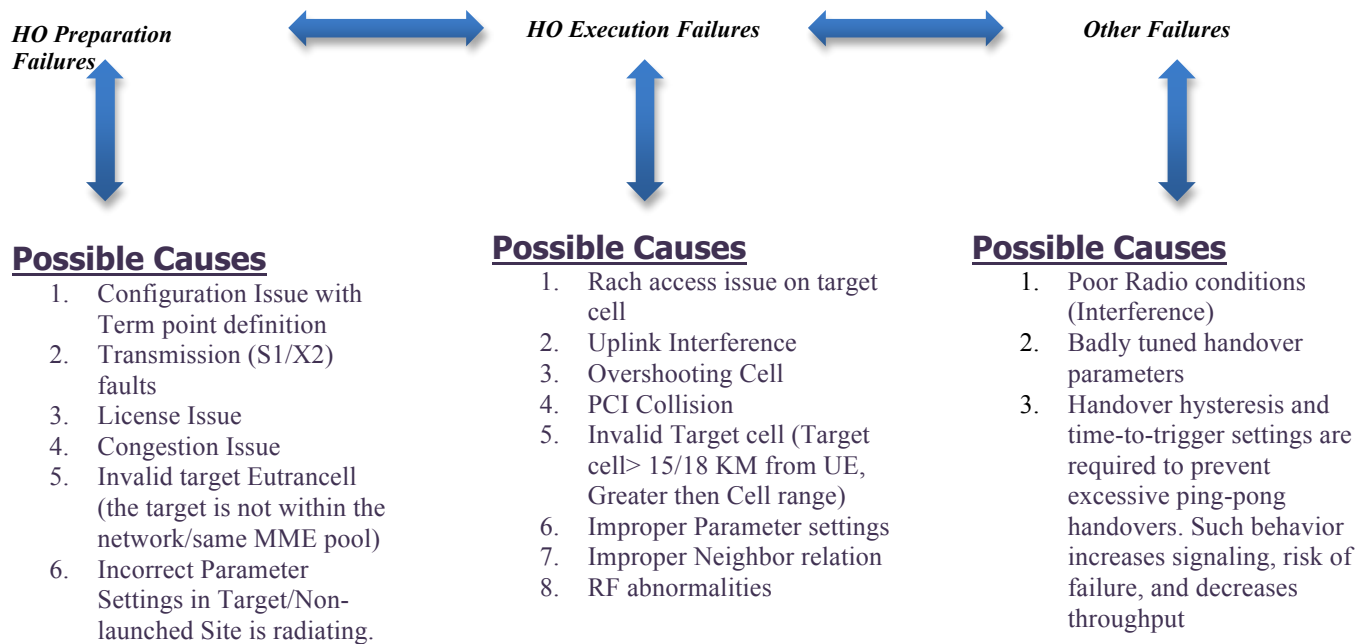 HO Preparation
Failures
HO Execution Failures
Other Failures
Possible Causes
1. Configuration Issue with
Term point definition
2. Transmission (S1/X2)
faults
3. License Issue
4. Congestion Issue
5. Invalid target Eutrancell
(the target is not within the
network/same MME pool)
6. Incorrect Parameter
Settings in Target/Non-
launched Site is radiating.
Possible Causes
1. Rach access issue on target
cell
2. Uplink Interference
3. Overshooting Cell
4. PCI Collision
5. Invalid Target cell (Target
cell> 15/18 KM from UE,
Greater then Cell range)
6. Improper Parameter settings
7. Improper Neighbor relation
8. RF abnormalities
Possible Causes
1. Poor Radio conditions
(Interference)
2. Badly tuned handover
parameters
3. Handover hysteresis and
time-to-trigger settings are
required to prevent
excessive ping-pong
handovers. Such behavior
increases signaling, risk of
failure, and decreases
throughput